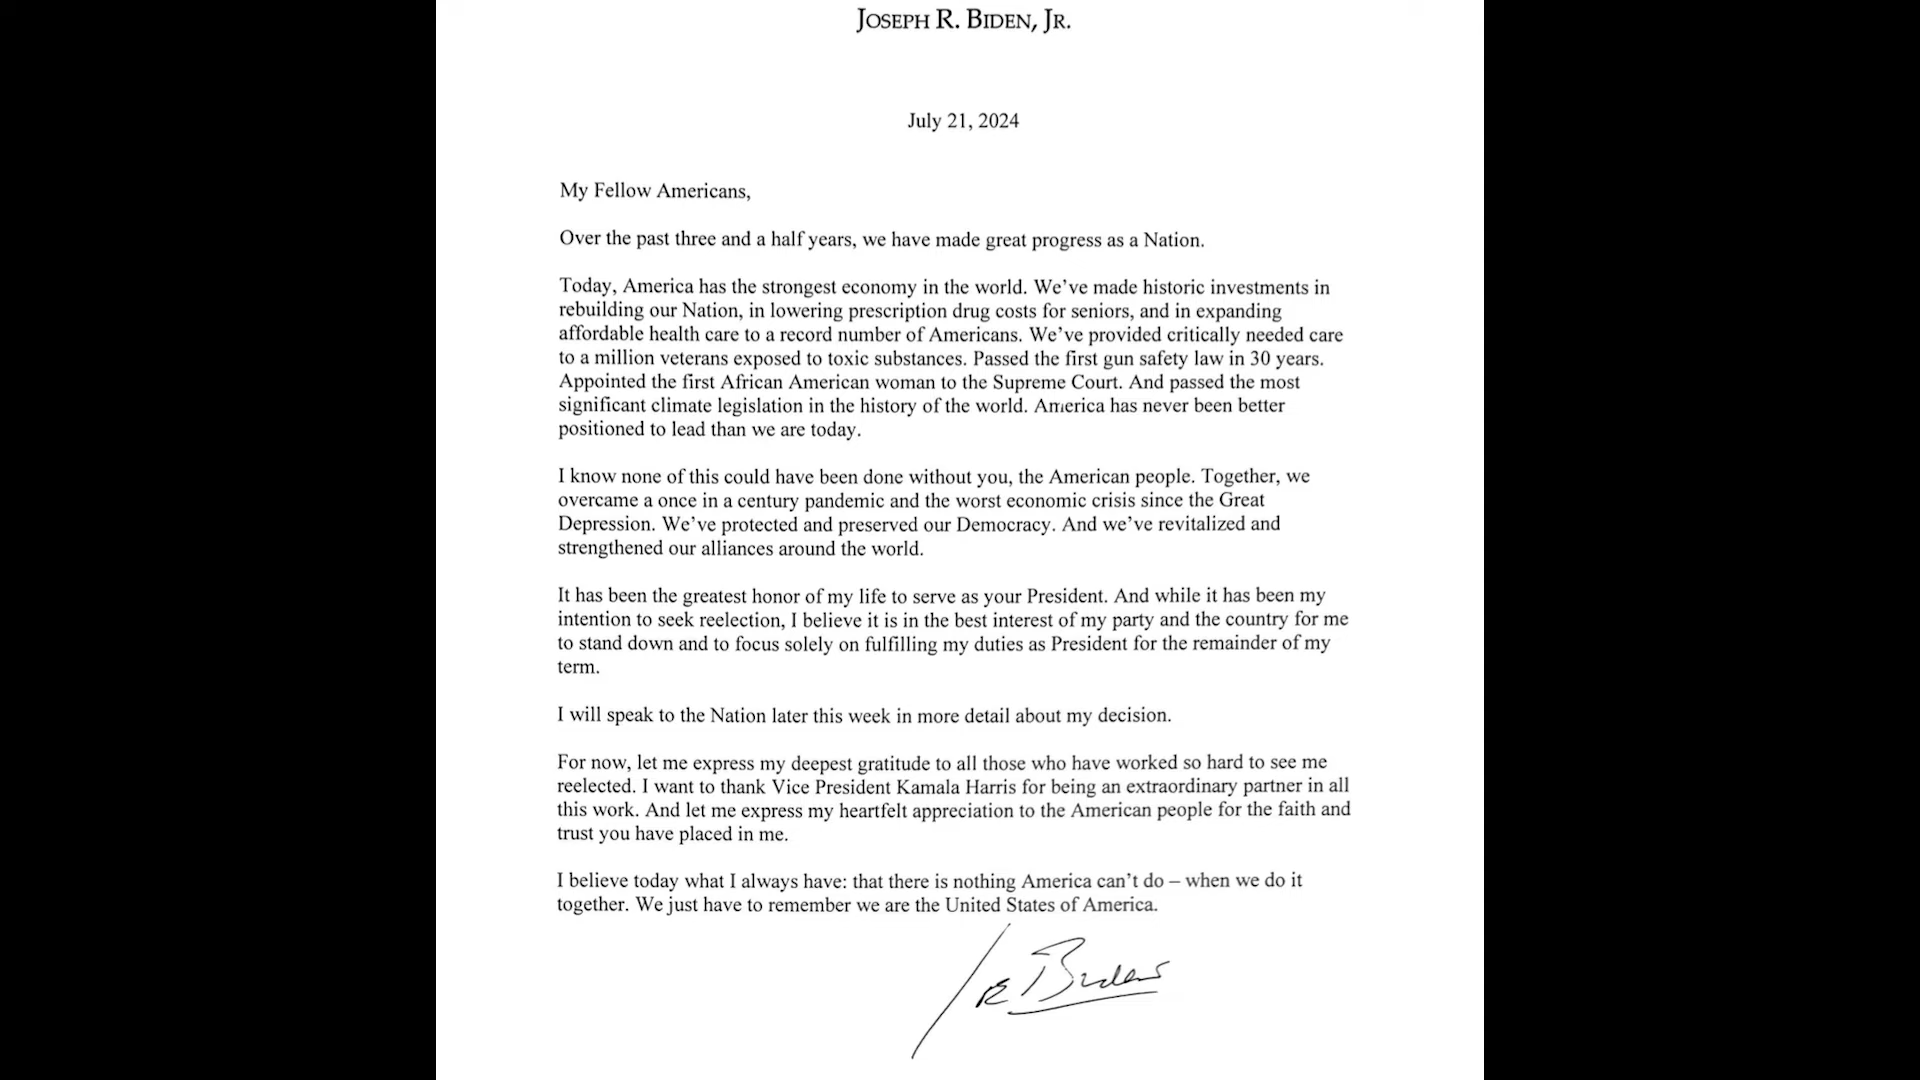 JOSEPH R. BIDEN, JR.
July 21, 2024
My Fellow Americans,
Over the past three and a half years, we have made great progress as a Nation.
Today, America has the strongest economy in the world. We’ve made historic investments in
rebuilding our Nation, in lowering prescription drug costs for seniors, and in expanding
affordable health care to a record number of Americans. We’ve provided critically needed care
to a million veterans exposed to toxic substances. Passed the first gun safety law in 30 years.
Appointed the first African American woman to the Supreme Court. And passed the most
significant climate legislation in the history of the world. America has never been better
positioned to lead than we are today.
I know none of this could have been done without you, the American people. Together, we
overcame a once in a century pandemic and the worst economic crisis since the Great
Depression. We’ve protected and preserved our Democracy. And we’ve revitalized and
strengthened our alliances around the world.
It has been the greatest honor of my life to serve as your President. And while it has been my
intention to seek reelection, I believe it is in the best interest of my party and the country for me
to stand down and to focus solely on fulfilling my duties as President for the remainder of my
term.
I will speak to the Nation later this week in more detail about my decision.
For now, let me express my deepest gratitude to all those who have worked so hard to see me
reelected. I want to thank Vice President Kamala Harris for being an extraordinary partner in all
this work. And let me express my heartfelt appreciation to the American people for the faith and
trust you have placed in me.
I believe today what I always have: that there is nothing America can’t do – when we do it
together. We just have to remember we are the United States of America.
Joe Biden